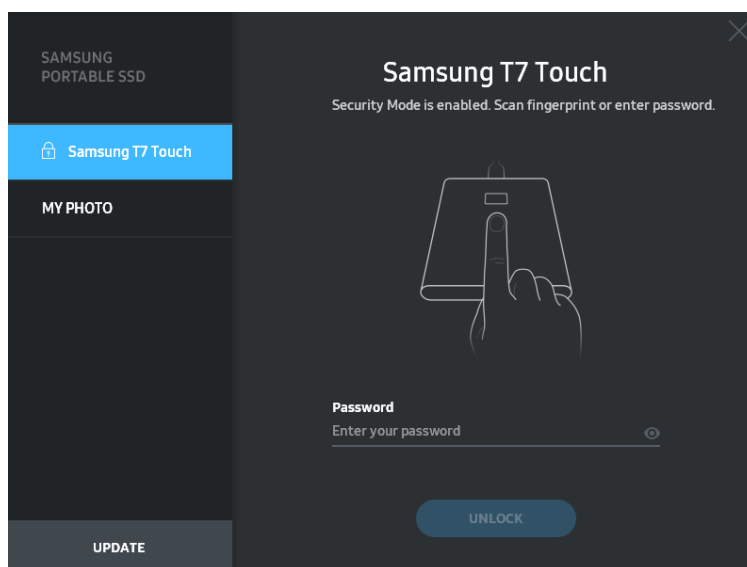 SAMSUNG
PORTABLE SSD
Samsung T7 Touch
MY PHOTO
UPDATE
Samsung T7 Touch
Security Mode is enabled. Scan fingerprint or enter password.
Password
Enter your password
UNLOCK